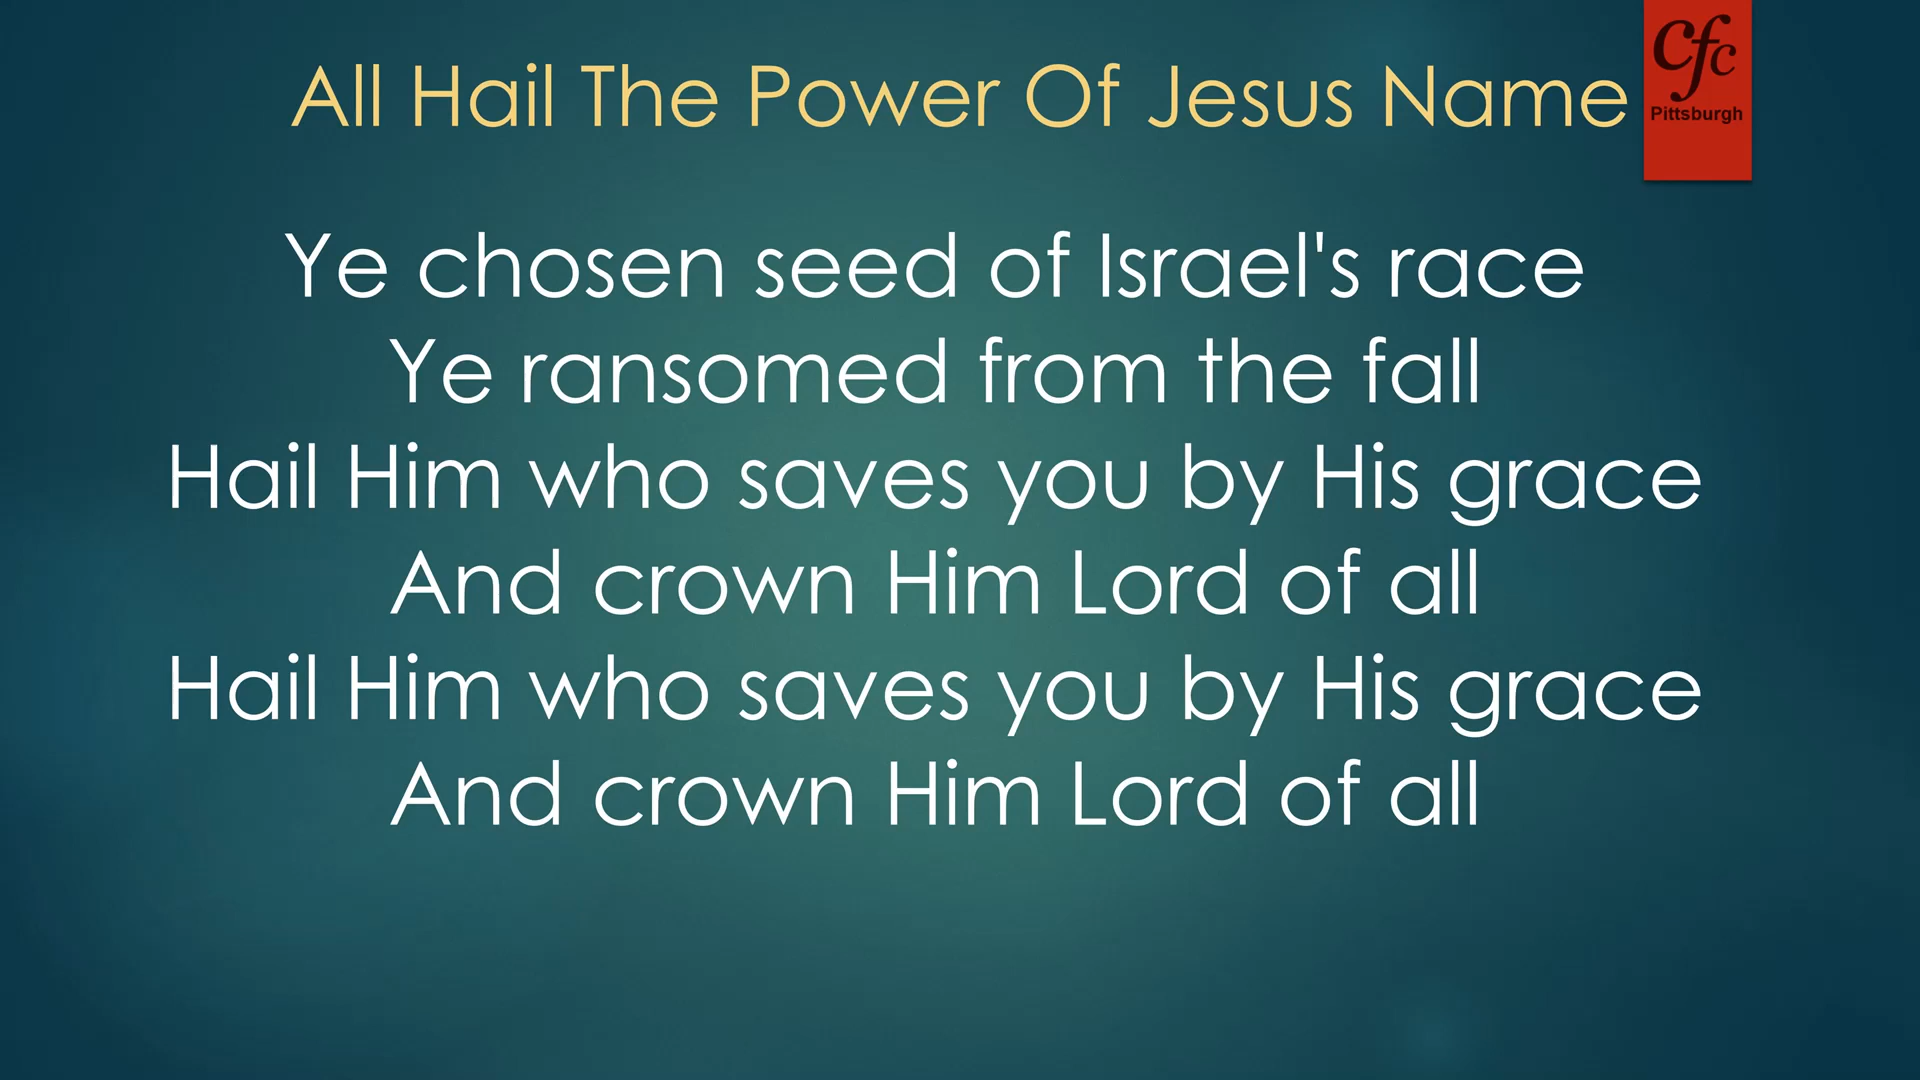 All Hail The Power Of Jesus Name
cfc
Pittsburgh
Ye chosen seed of Israel's race
Ye ransomed from the fall
Hail Him who saves you by His grace
And crown Him Lord of all
Hail Him who saves you by His grace
And crown Him Lord of all